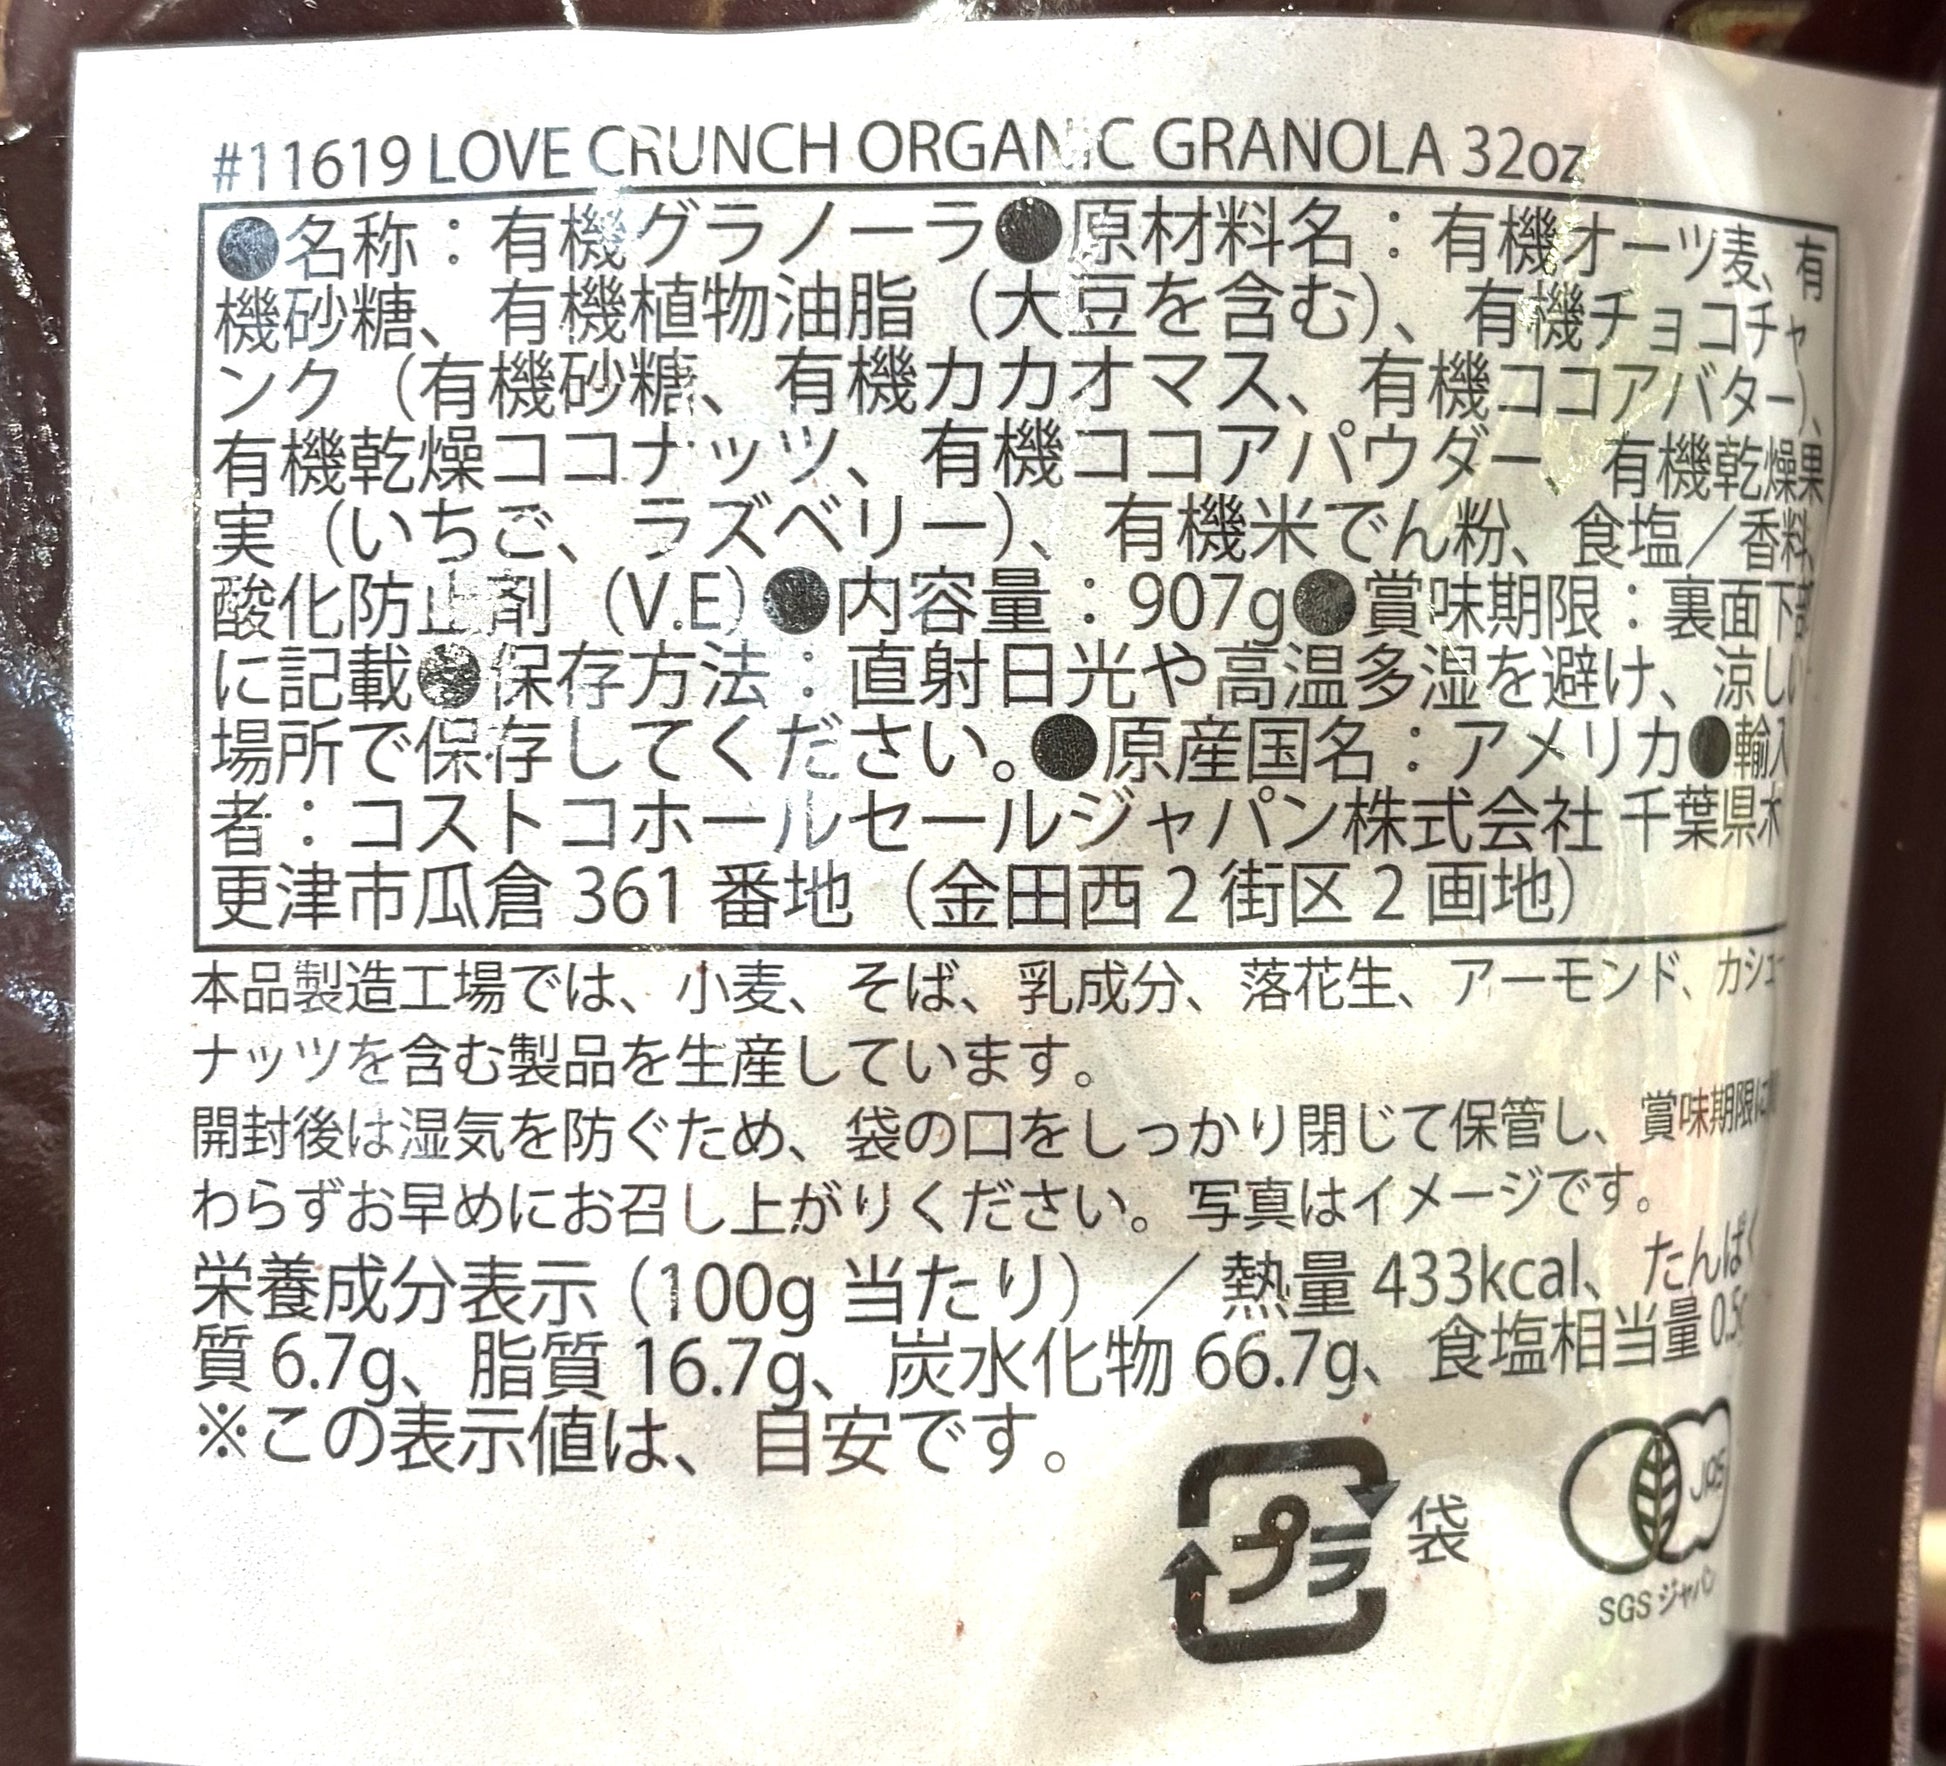 #11619 LOVE CRUNCH ORGANIC GRANOLA 32oz
●名称：有機グラノーラ●原材料名：有機オーツ麦、有
機砂糖、有機植物油脂（大豆を含む）、有機チョコチャ
ンク（有機砂糖、有機カカオマス、有機ココアバター）、
有機乾燥ココナッツ、有機ココアパウダー、有機乾燥果
実（いちご、ラズベリー）、有機米でん粉、食塩／香料、
酸化防止剤（V.E）●内容量：907g●賞味期限：裏面下部
に記載●保存方法：直射日光や高温多湿を避け、涼しい
場所で保存してください。●原産国名：アメリカ●輸入
者：コストコホールセールジャパン株式会社 千葉県木
更津市瓜倉 361 番地（金田西 2 街区 2 画地）
本品製造工場では、小麦、そば、乳成分、落花生、アーモンド、カシュー
ナッツを含む製品を生産しています。
開封後は湿気を防ぐため、袋の口をしっかり閉じて保管し、賞味期限に
わらずお早めにお召し上がりください。写真はイメージです。
栄養成分表示（100g 当たり）／熱量 433kcal、たんぱく
質 6.7g、脂質 16.7g、炭水化物 66.7g、食塩相当量 0.5g
※この表示値は、目安です。
プラ 袋
JAS
SGS ジャパン